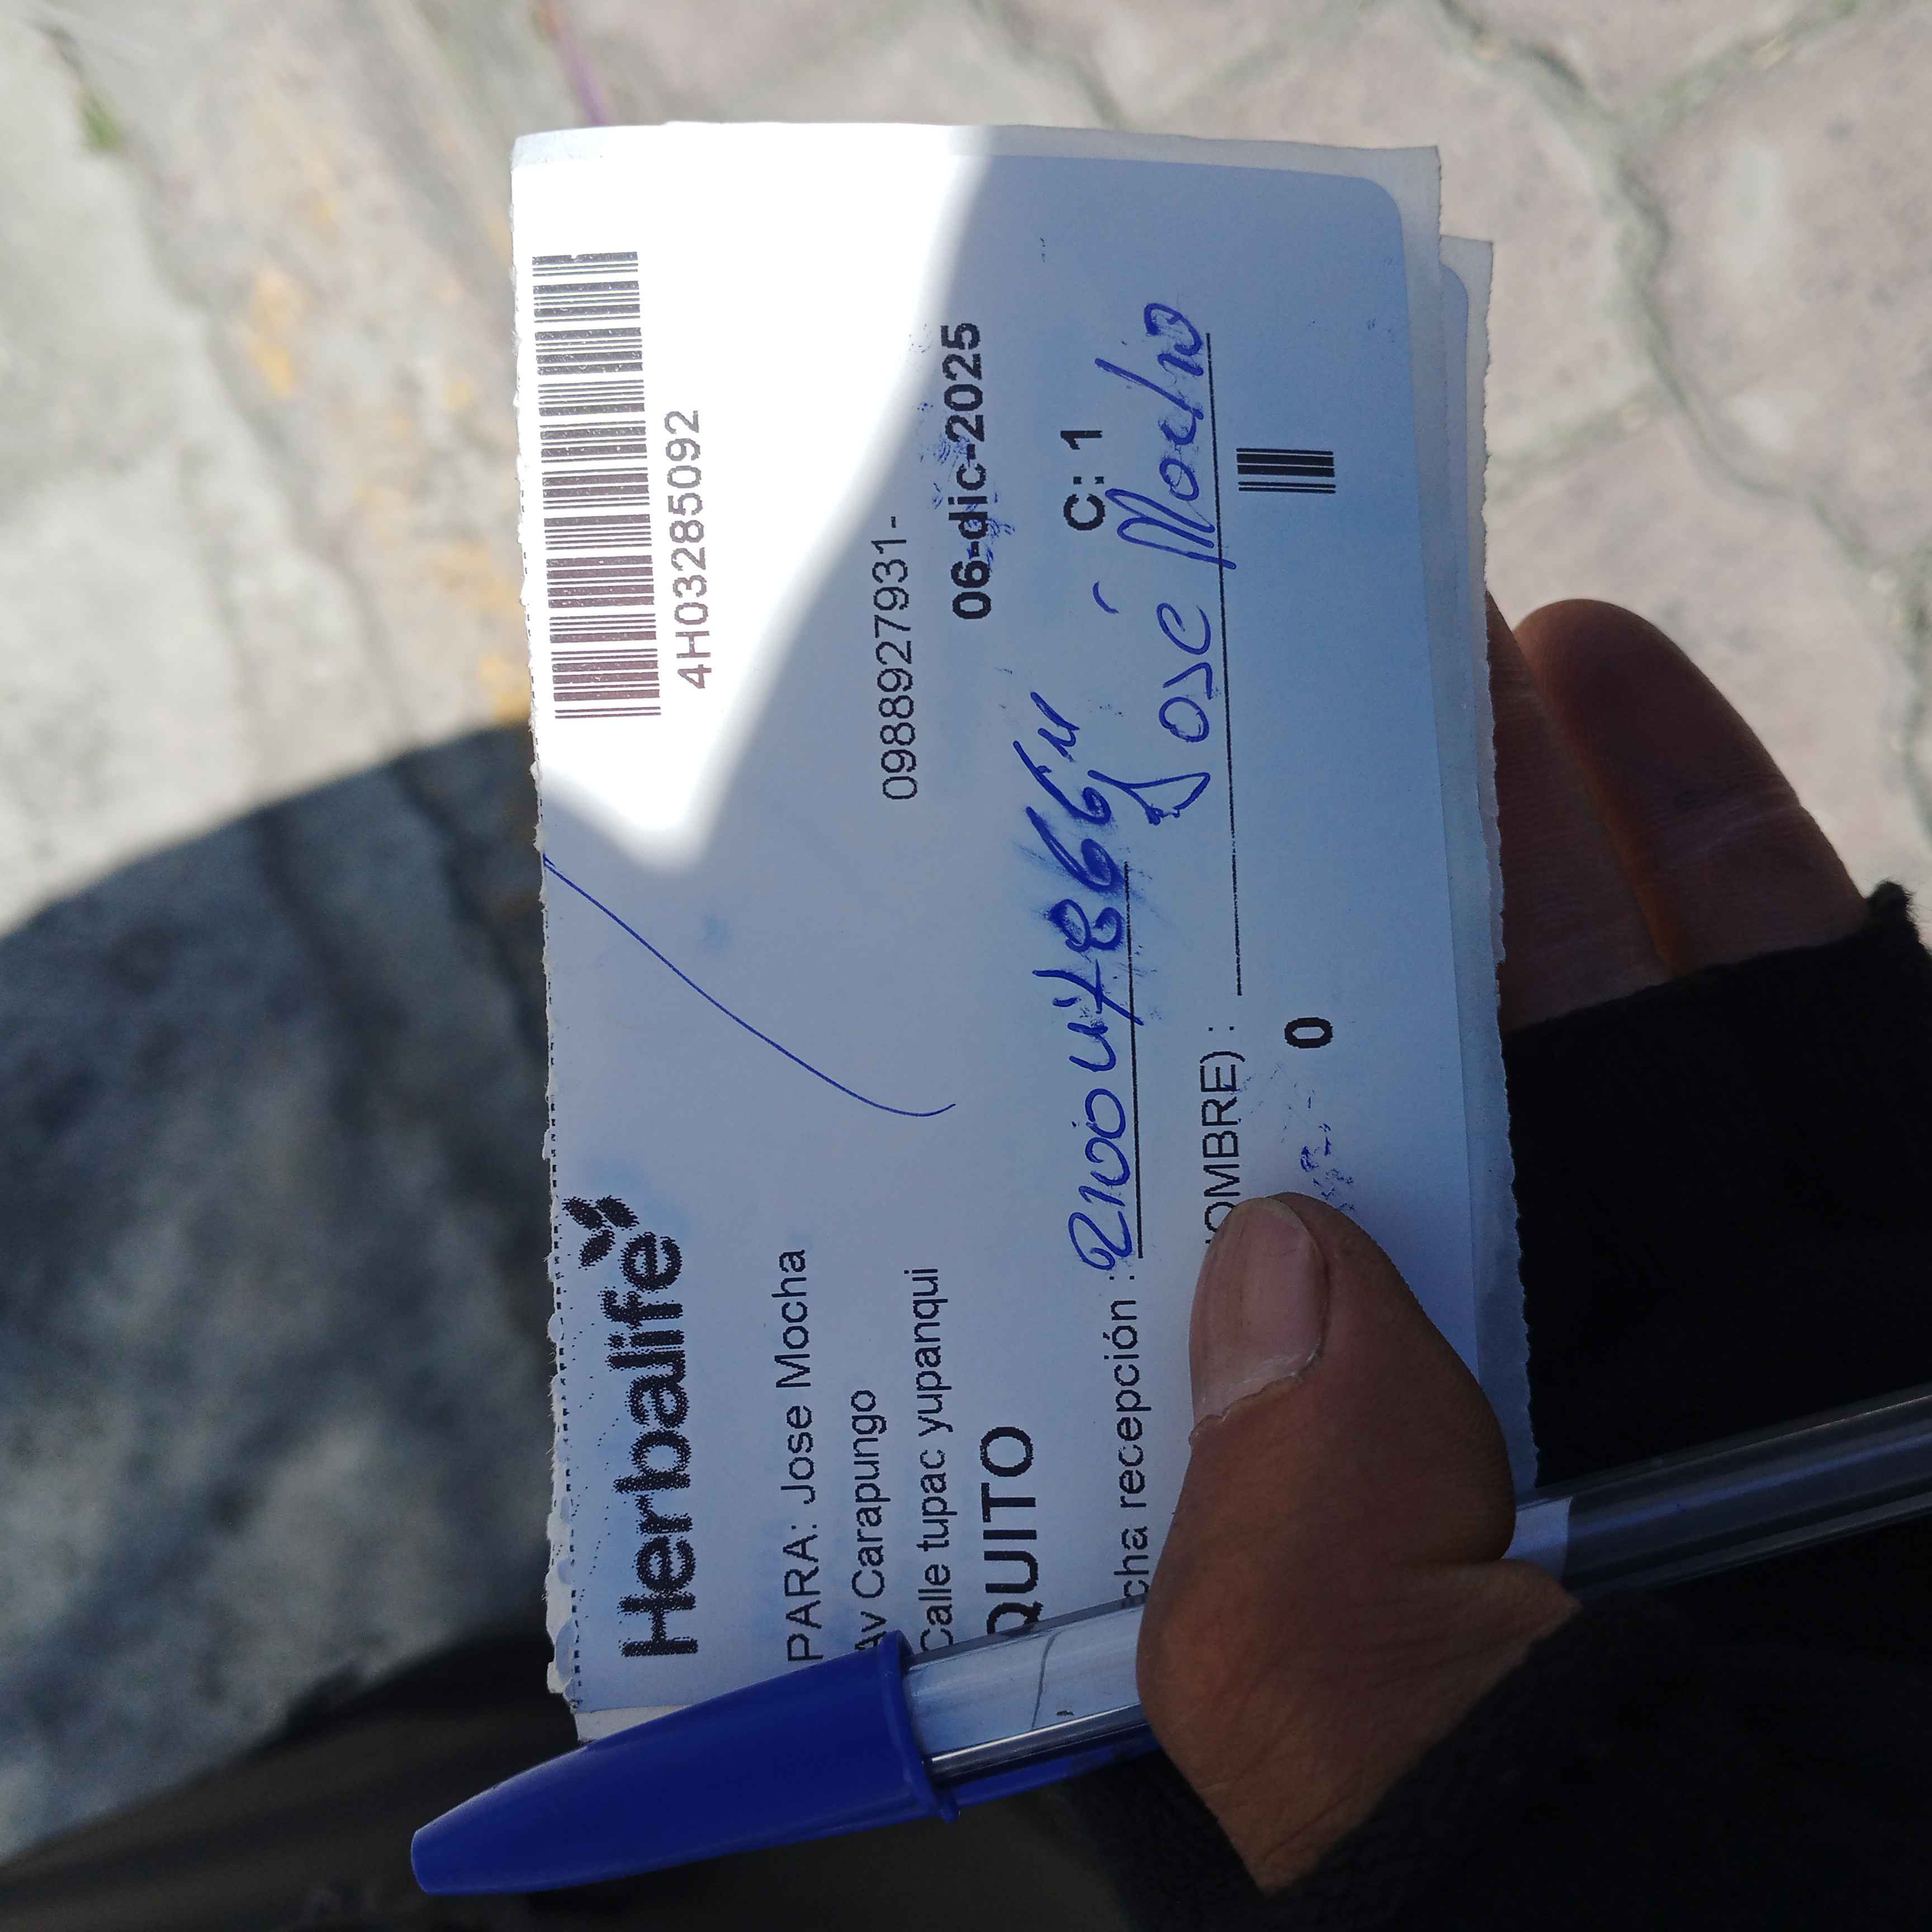 Herbalife
4H03285092
PARA: Jose Mocha
Av Carapungo
0988927931-
Calle tupac yupanqui
QUITO
06-dic-2025
cha recepción :
C: 1
José Mocha
OMBRE) :
0